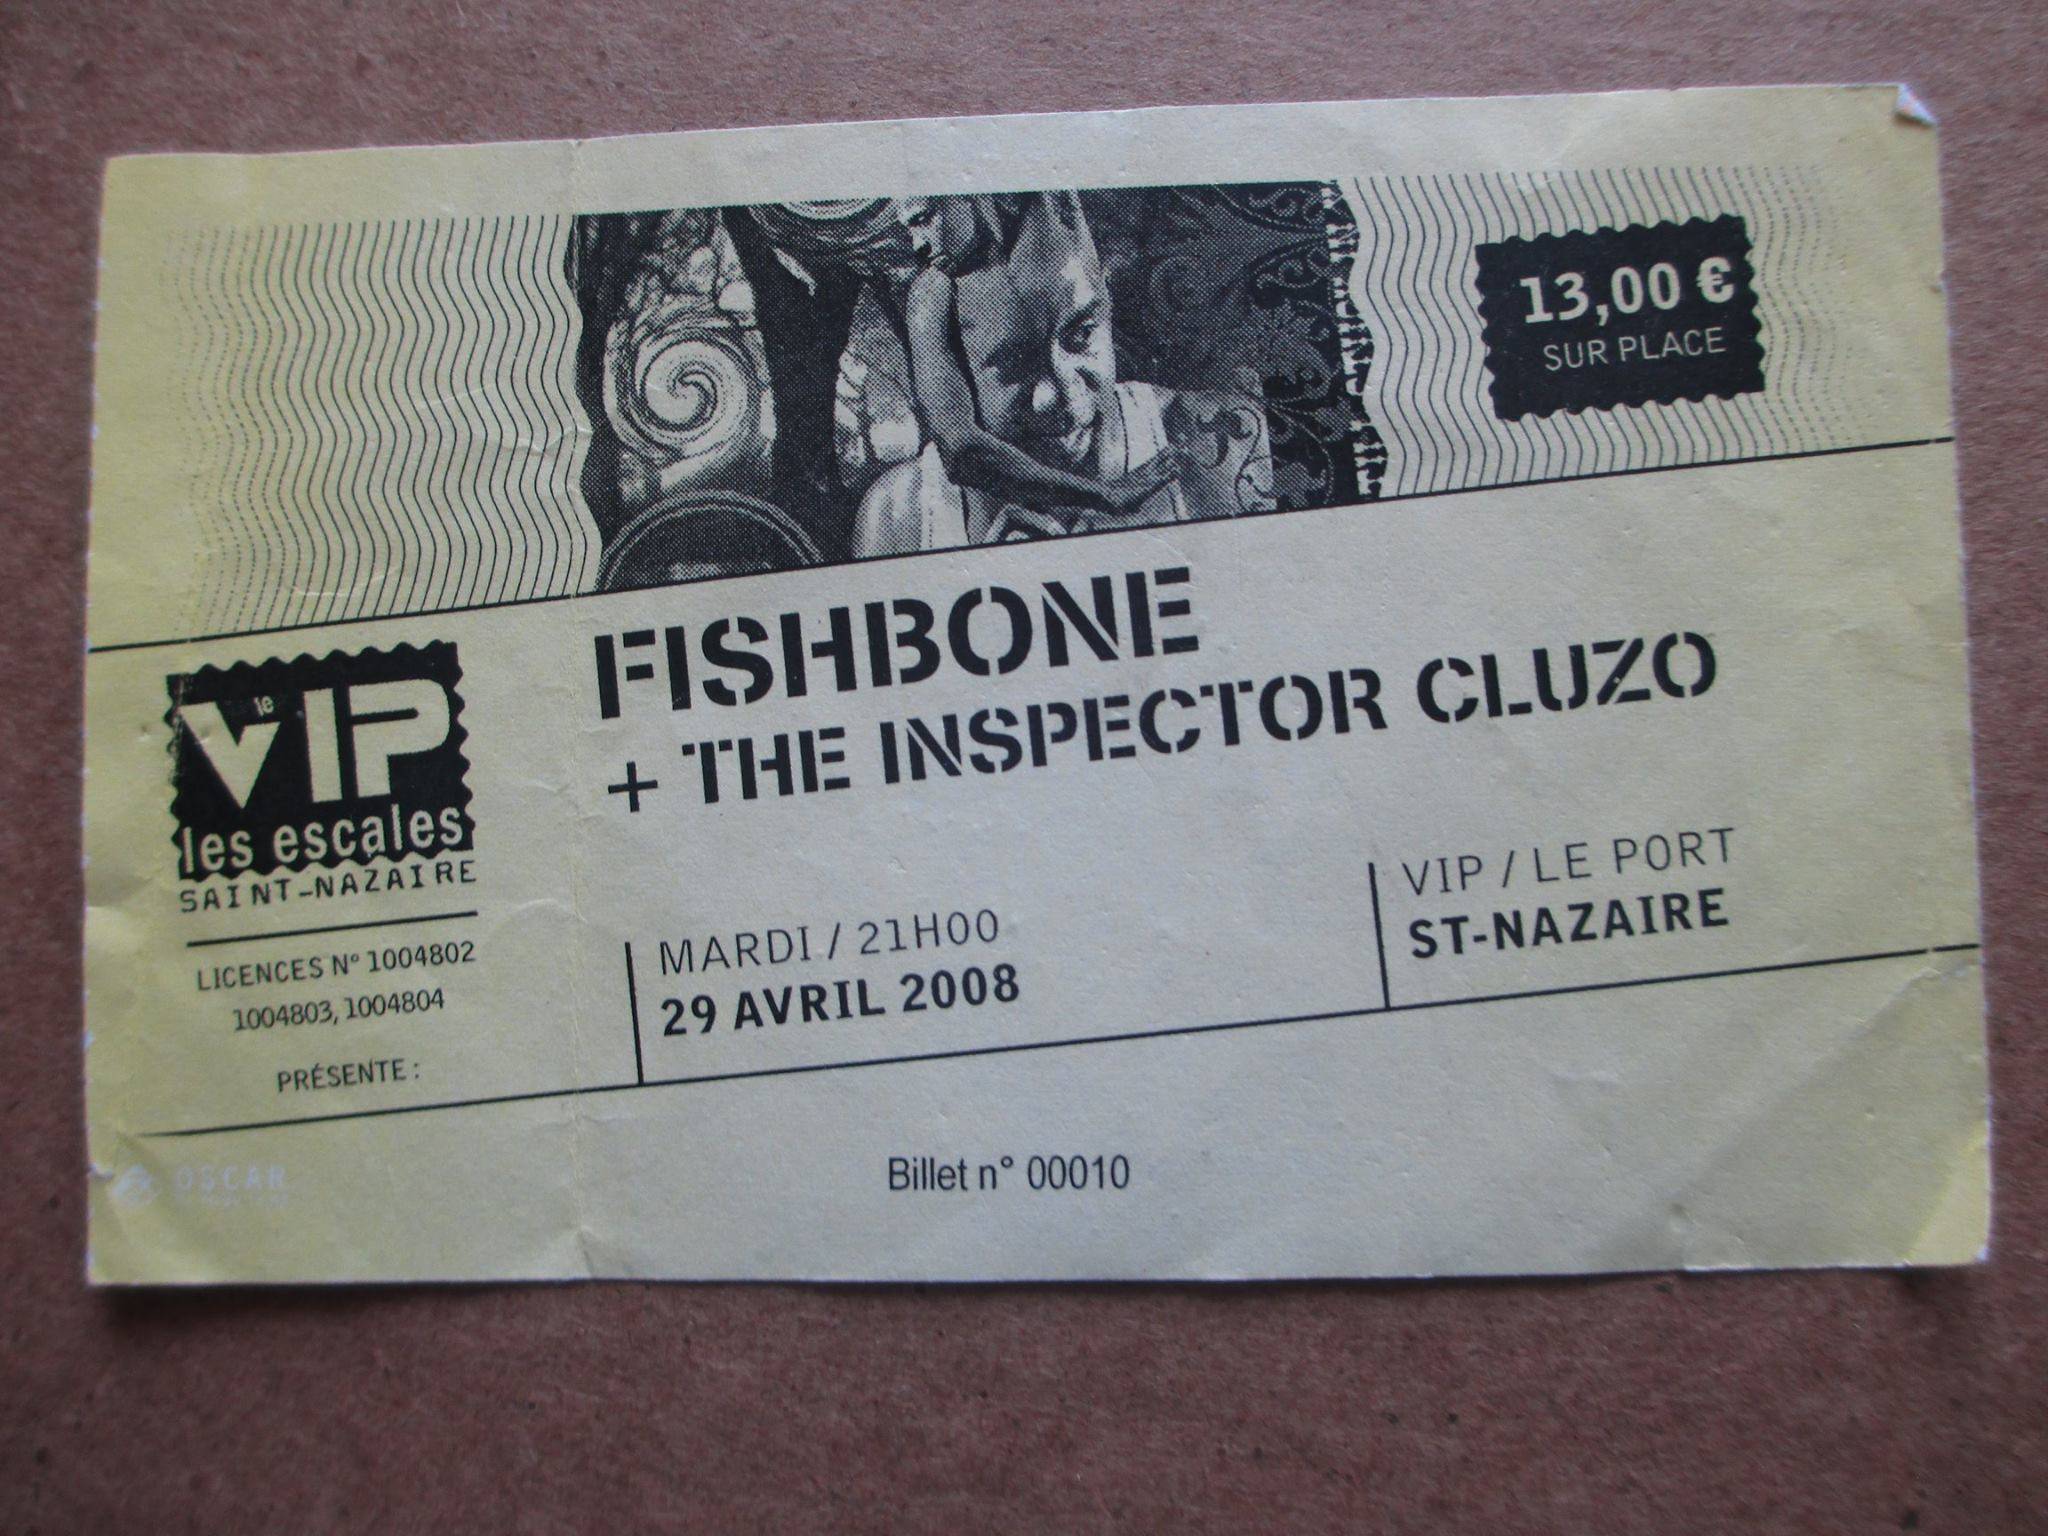 13,00 €
SUR PLACE
le
VIP
les escales
SAINT-NAZAIRE
LICENCES N° 1004802
1004803, 1004804
PRÉSENTE :
FISHBONE
+ THE INSPECTOR CLUZO
MARDI / 21H00
29 AVRIL 2008
VIP / LE PORT
ST-NAZAIRE
OSCAR
Billet n° 00010